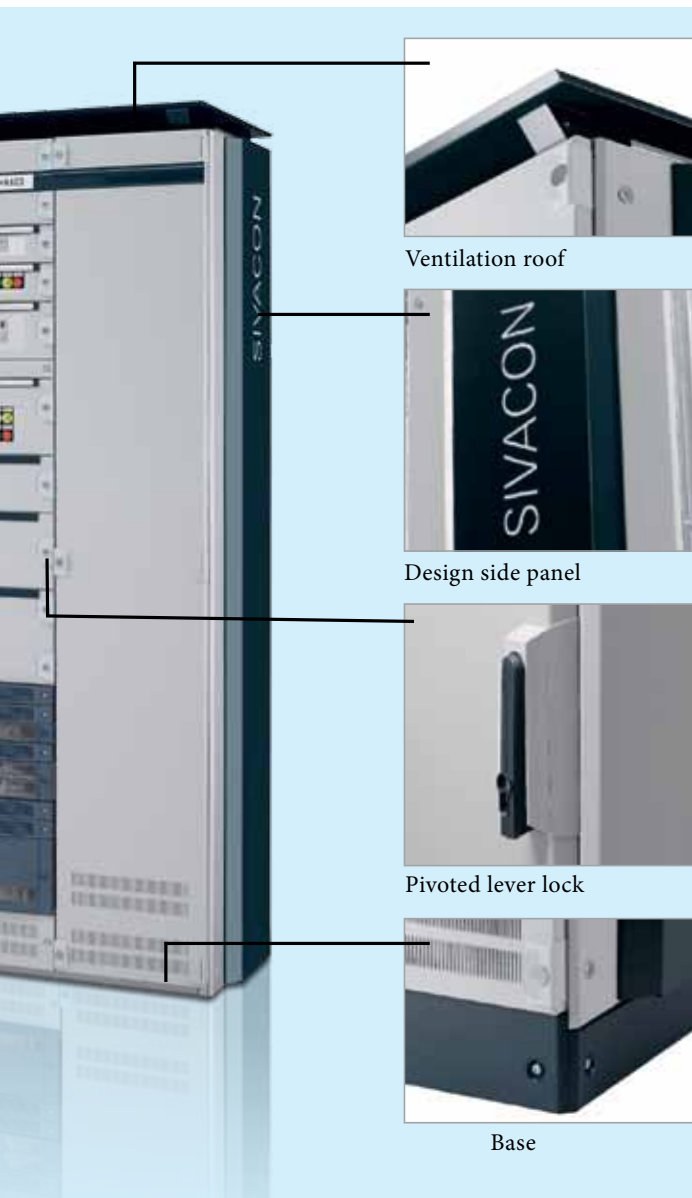 SIVACON
Ventilation roof
SIVACON
Design side panel
Pivoted lever lock
Base